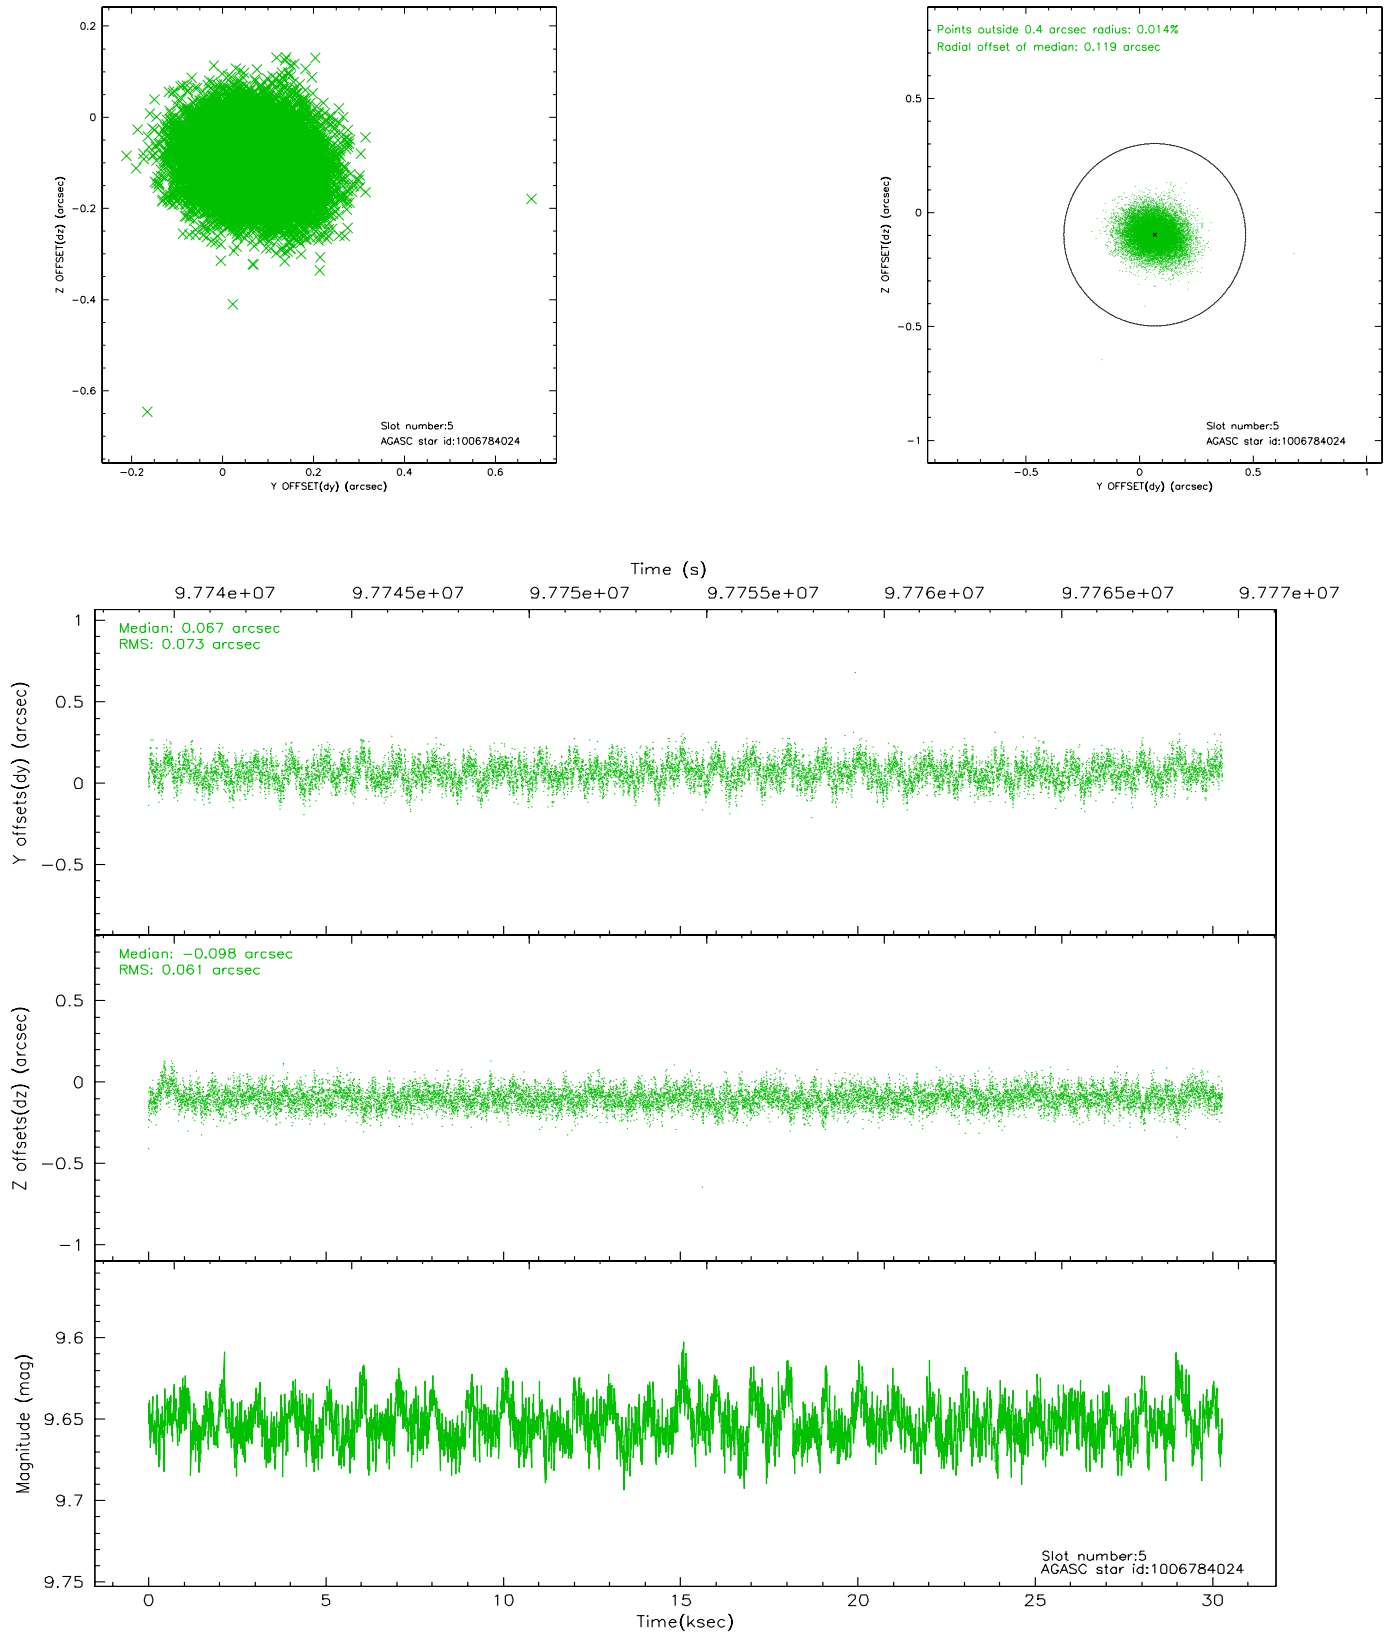 0.2
0
−0.2
−0.4
−0.6
Z OFFSET(dz) (arcsec)
Slot number:5
AGASC star id:1006784024
−0.2
0
0.2
0.4
0.6
Y OFFSET(dy) (arcsec)
Points outside 0.4 arcsec radius: 0.014%
Radial offset of median: 0.119 arcsec
0.5
0
−0.5
−1
Z OFFSET(dz) (arcsec)
Slot number:5
AGASC star id:1006784024
−0.5
0
0.5
1
Y OFFSET(dy) (arcsec)
Time (s)
9.774e+07
9.7745e+07
9.775e+07
9.7755e+07
9.776e+07
9.7765e+07
9.777e+07
Median: 0.067 arcsec
RMS: 0.073 arcsec
1
0.5
0
−0.5
Y offsets(dy) (arcsec)
Median: −0.098 arcsec
RMS: 0.061 arcsec
0.5
0
−0.5
−1
Z offsets(dz) (arcsec)
9.6
9.65
9.7
9.75
Magnitude (mag)
Slot number:5
AGASC star id:1006784024
0
5
10
15
20
25
30
Time(ksec)